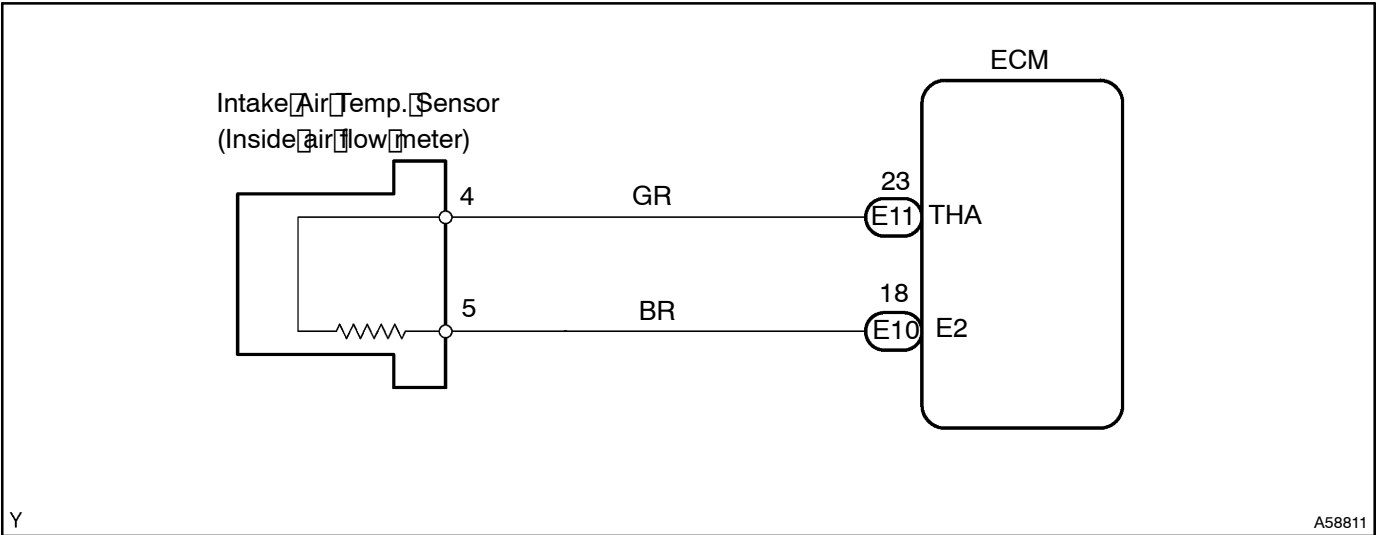 ECM
Intake Air Temp. Sensor
(Inside air flow meter)
4
GR
23
E11
THA
5
BR
18
E10
E2
Y
A58811